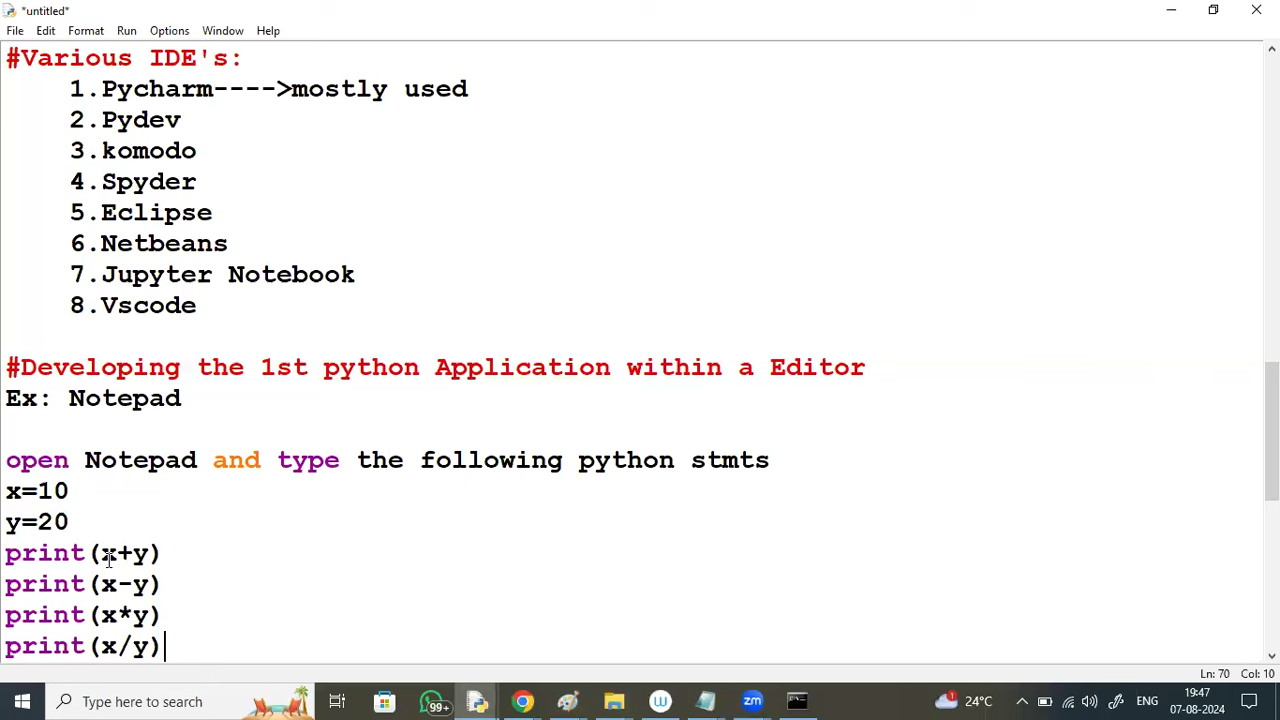 *untitled*
File Edit Format Run Options Window Help
#Various IDE's:
1.Pycharm---->mostly used
2.Pydev
3.komodo
4.Spyder
5.Eclipse
6.Netbeans
7.Jupyter Notebook
8.Vscode
#Developing the 1st python Application within a Editor
Ex: Notepad
open Notepad and type the following python stmts
x=10
y=20
print(x+y)
print(x-y)
print(x*y)
print(x/y)
Ln: 70 Col: 10
Type here to search
99+
W
zm
1
24°C
ENG
19:47
07-08-2024